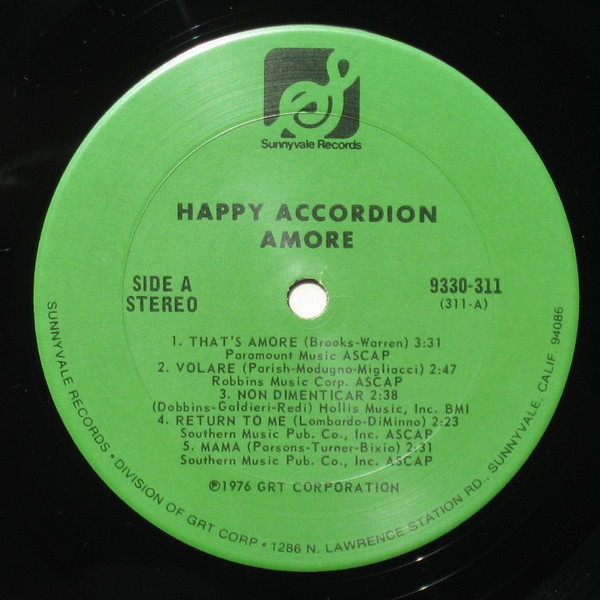 Sunnyvale Records
HAPPY ACCORDION
AMORE
SIDE A
STEREO
9330-311
(311-A)
1. THAT'S AMORE (Brooks-Warren) 3:31
Paramount Music ASCAP
2. VOLARE (Parish-Modugno-Migliacci) 2:47
Robbins Music Corp. ASCAP
3. NON DIMENTICAR 2:38
(Dobbins-Galdieri-Redi) Hollis Music, Inc. BMI
4. RETURN TO ME (Lombardo-DiMinno) 2:23
Southern Music Pub. Co., Inc. ASCAP
5. MAMA (Parsons-Turner-Bixio) 2:31
Southern Music Pub. Co., Inc. ASCAP
℗1976 GRT CORPORATION
SUNNYVALE RECORDS • DIVISION OF GRT CORP • 1286 N. LAWRENCE STATION RD., SUNNYVALE, CALIF. 94086